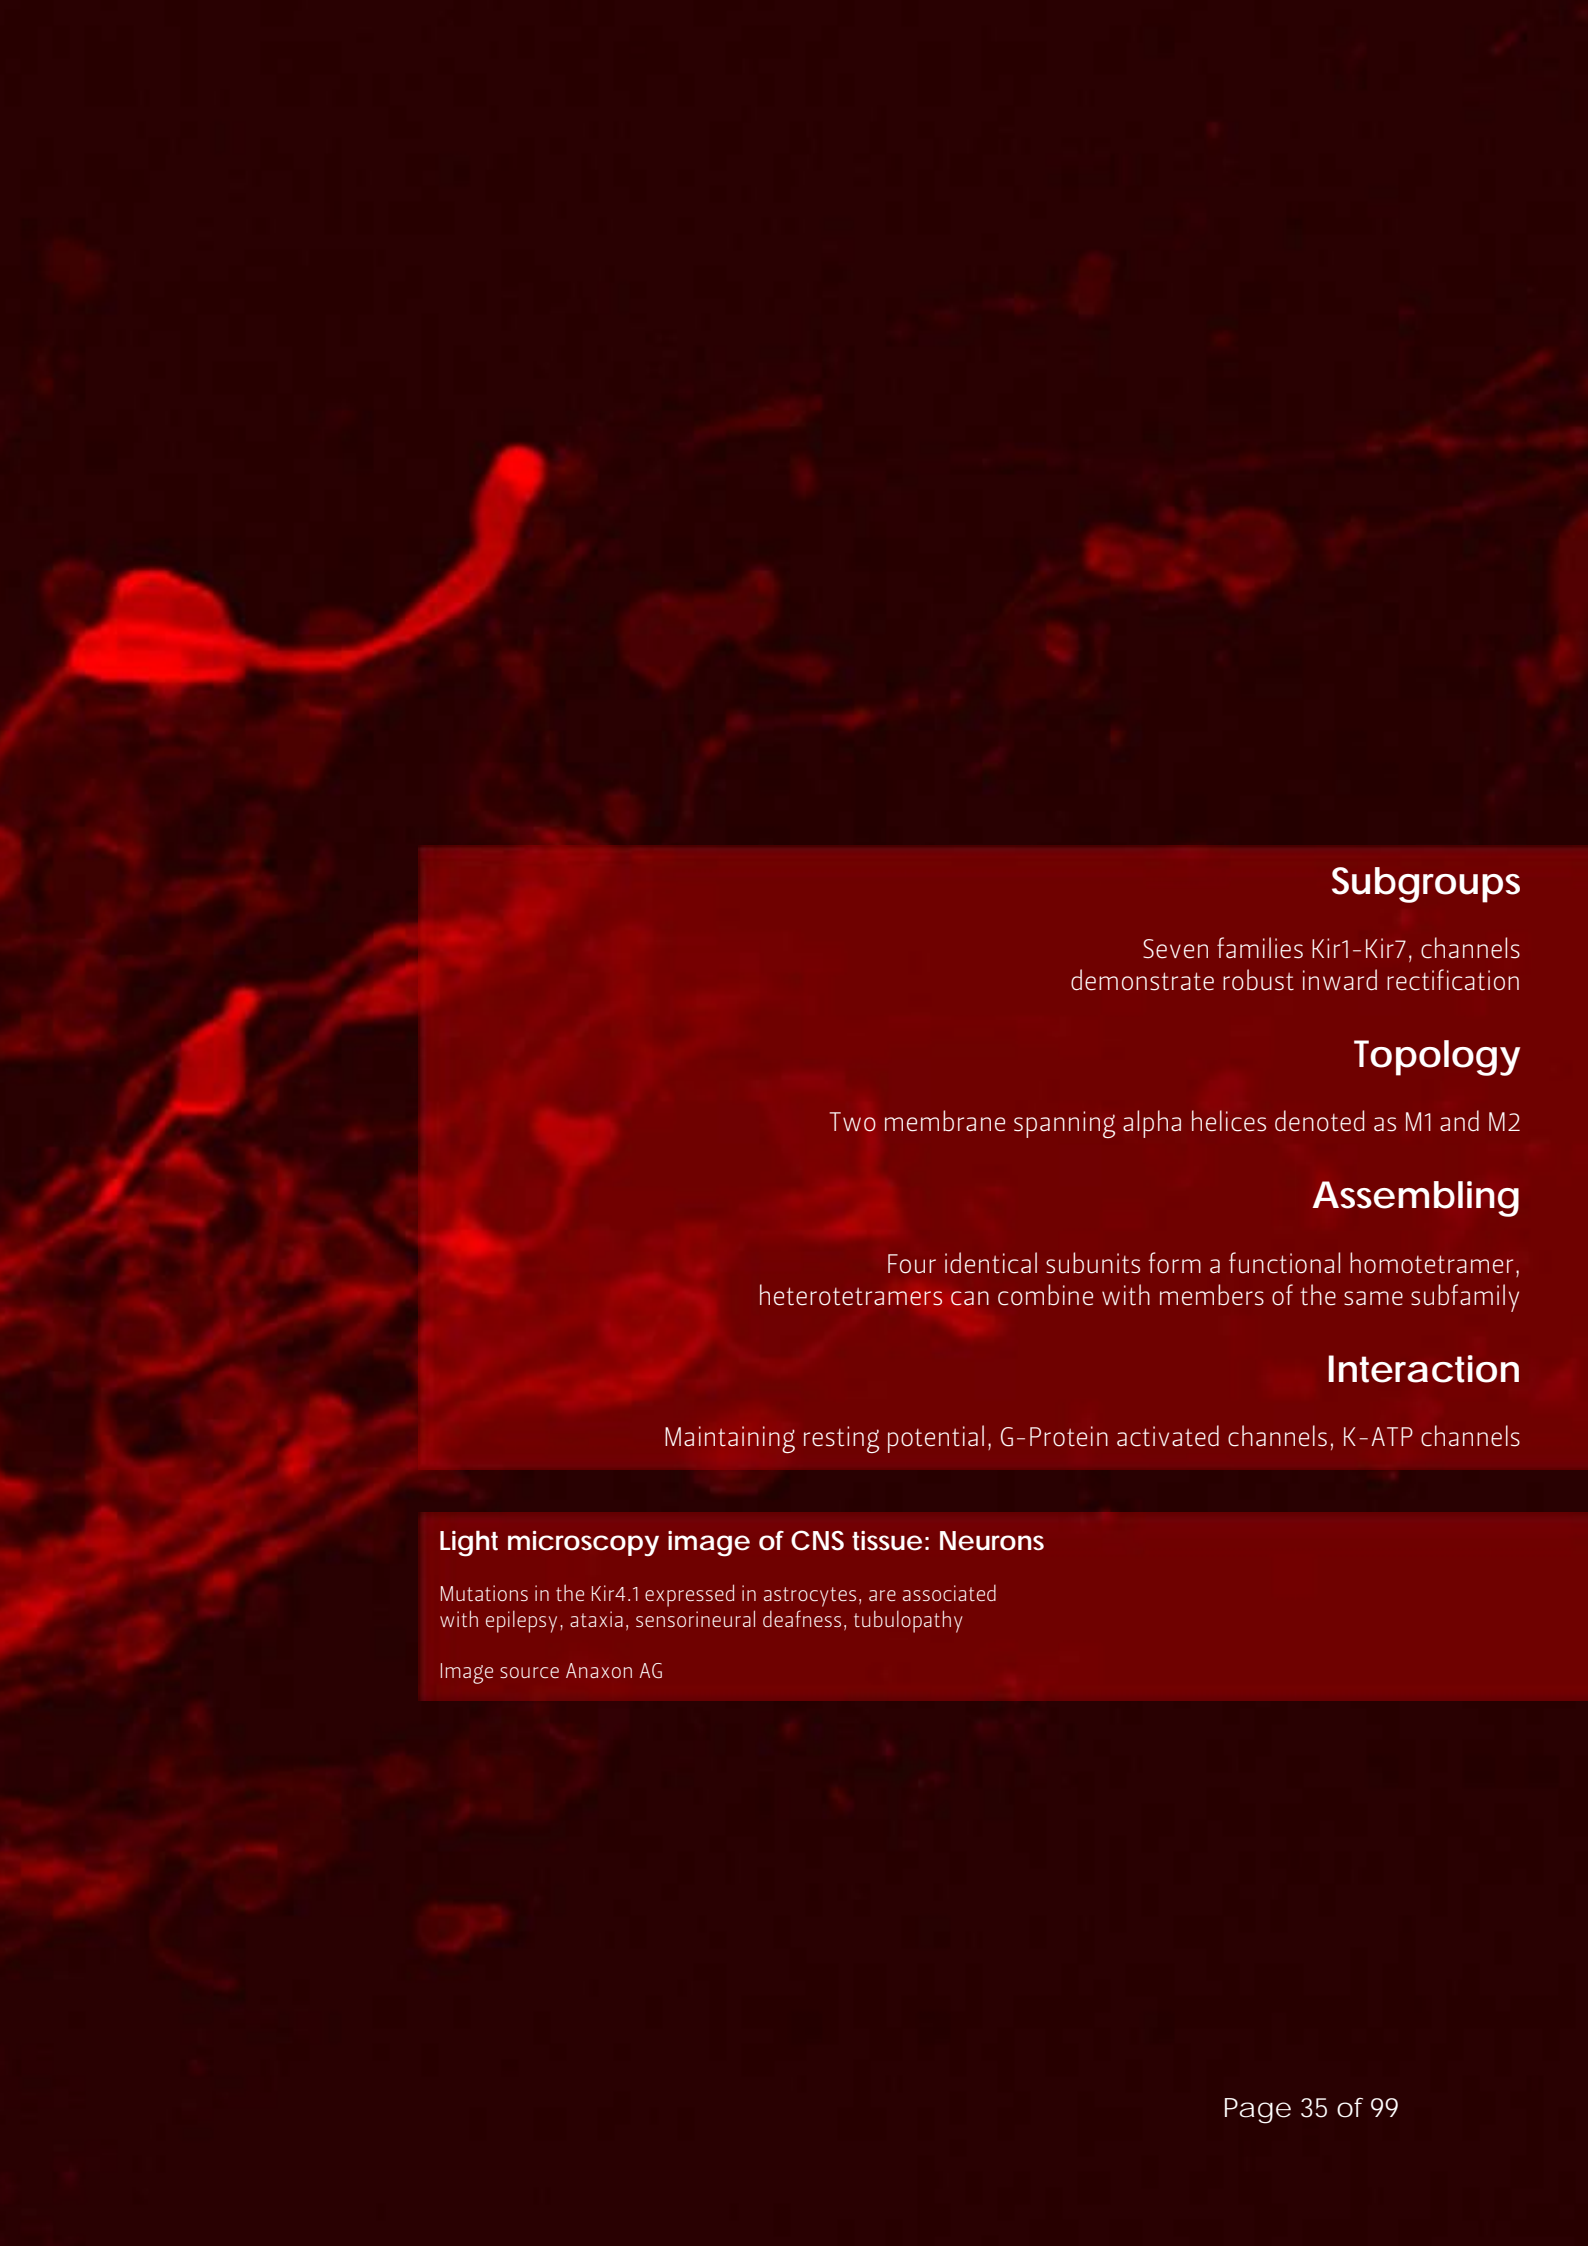 Subgroups
Seven families Kir1-Kir7, channels
demonstrate robust inward rectification
Topology
Two membrane spanning alpha helices denoted as M1 and M2
Assembling
Four identical subunits form a functional homotetramer,
heterotetramers can combine with members of the same subfamily
Interaction
Maintaining resting potential, G-Protein activated channels, K-ATP channels
Light microscopy image of CNS tissue: Neurons
Mutations in the Kir4.1 expressed in astrocytes, are associated
with epilepsy, ataxia, sensorineural deafness, tubulopathy
Image source Anaxon AG
Page 35 of 99